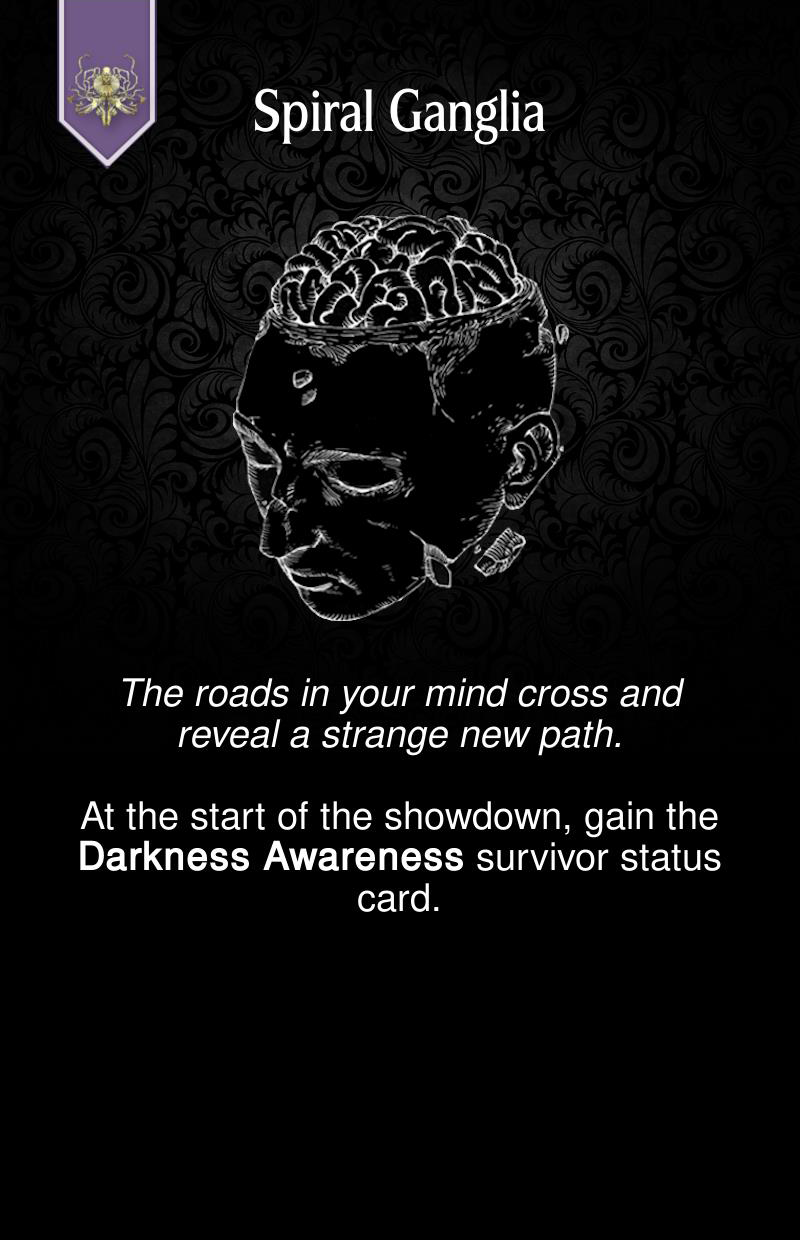 Spiral Ganglia
The roads in your mind cross and
reveal a strange new path.
At the start of the showdown, gain the
Darkness Awareness survivor status
card.